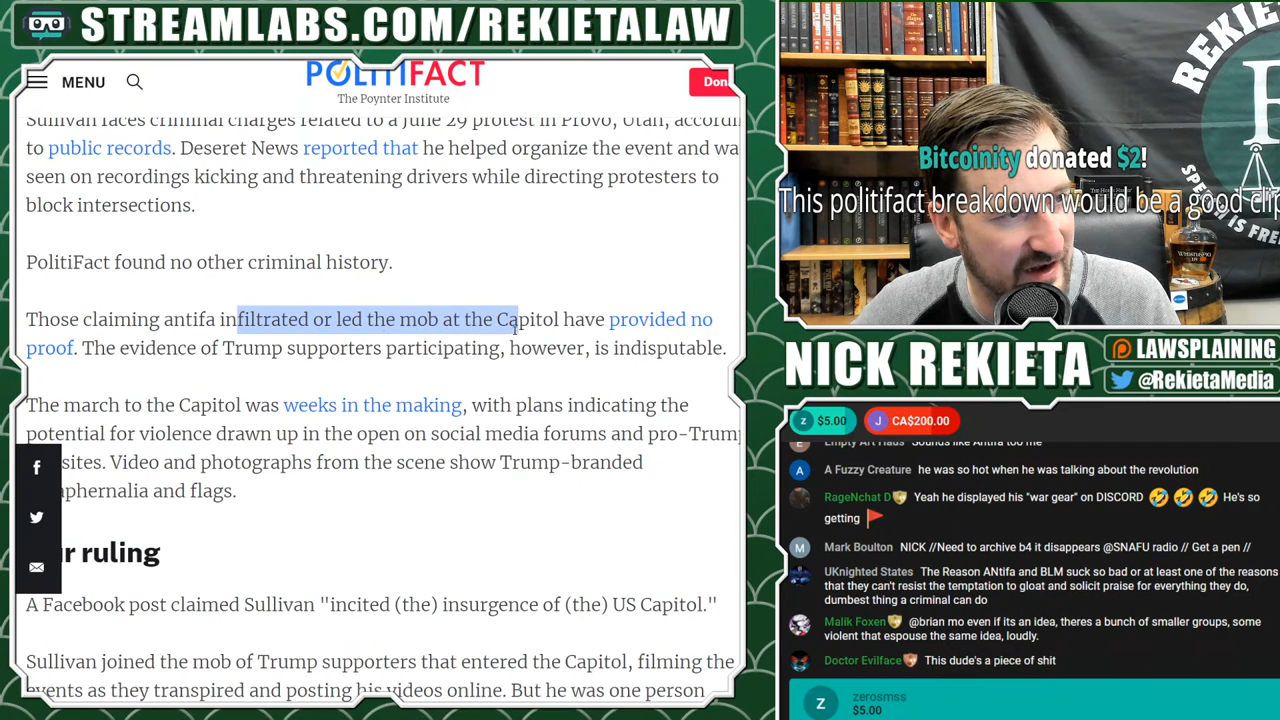 STREAMLABS.COM/REKIETALAW
MENU
POLITIFACT
The Poynter Institute
Don
Sullivan faces criminal charges related to a June 29 protest in Provo, Utah, accordin
to public records. Deseret News reported that he helped organize the event and wa
seen on recordings kicking and threatening drivers while directing protesters to
block intersections.
PolitiFact found no other criminal history.
Those claiming antifa infiltrated or led the mob at the Capitol have provided no
proof. The evidence of Trump supporters participating, however, is indisputable.
The march to the Capitol was weeks in the making, with plans indicating the
potential for violence drawn up in the open on social media forums and pro-Trump
sites. Video and photographs from the scene show Trump-branded
aphernalia and flags.
r ruling
A Facebook post claimed Sullivan "incited (the) insurgence of (the) US Capitol."
Sullivan joined the mob of Trump supporters that entered the Capitol, filming the
events as they transpired and posting his videos online. But he was one person
REKIE
Bitcoinity donated $2!
This politifact breakdown would be a good clip
NICK REKIETA
LAWSPLAINING
@RekietaMedia
Z $5.00
J CA$200.00
E Empty Art Haus Sounds like Antifa too me
A A Fuzzy Creature he was so hot when he was talking about the revolution
RageNchat D Yeah he displayed his "war gear" on DISCORD 🤣 🤣 🤣 He's so
getting 🚩
M Mark Boulton NICK //Need to archive b4 it disappears @SNAFU radio // Get a pen //
UKnighted States The Reason ANtifa and BLM suck so bad or at least one of the reasons
that they can't resist the temptation to gloat and solicit praise for everything they do,
dumbest thing a criminal can do
Malik Foxen @brian mo even if its an idea, theres a bunch of smaller groups, some
violent that espouse the same idea, loudly.
Doctor Evilface This dude's a piece of shit
Z zerosmss
$5.00